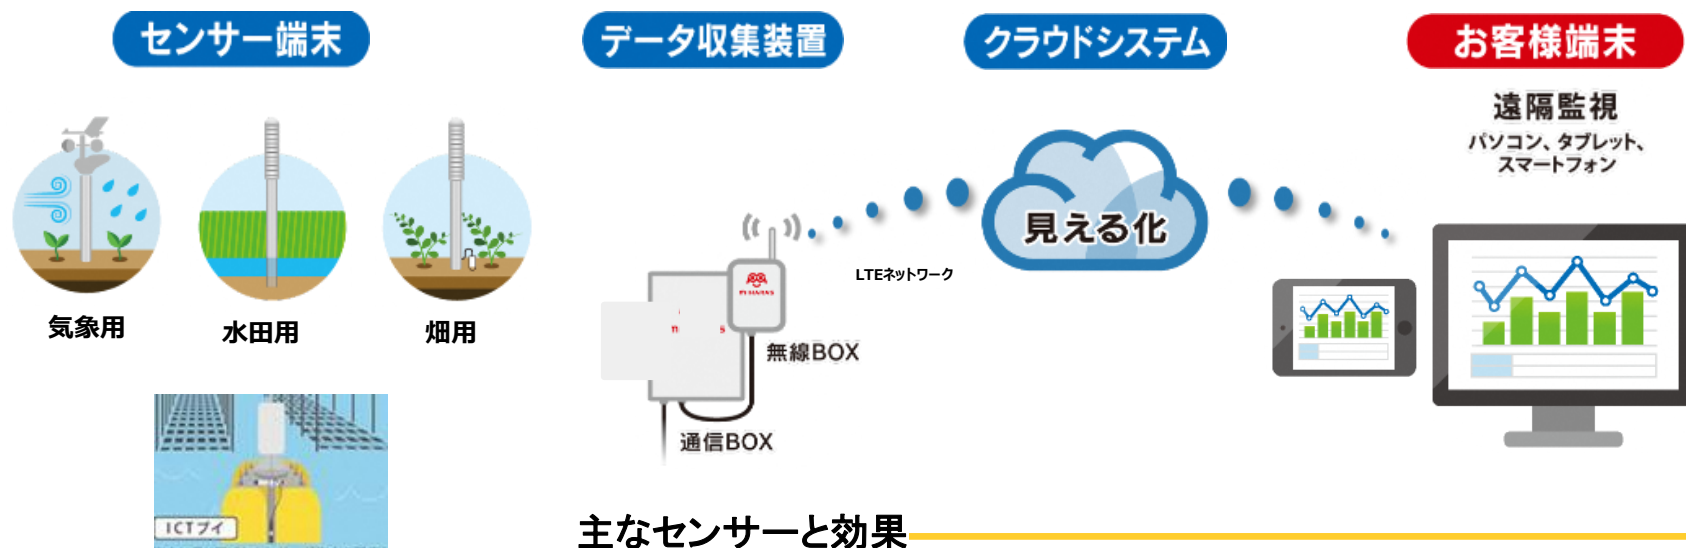 センサー端末
データ収集装置
クラウドシステム
お客様端末
遠隔監視
パソコン、タブレット、
スマートフォン
見える化
LTEネットワーク
気象用
水田用
畑用
無線BOX
通信BOX
ICTブイ
主なセンサーと効果